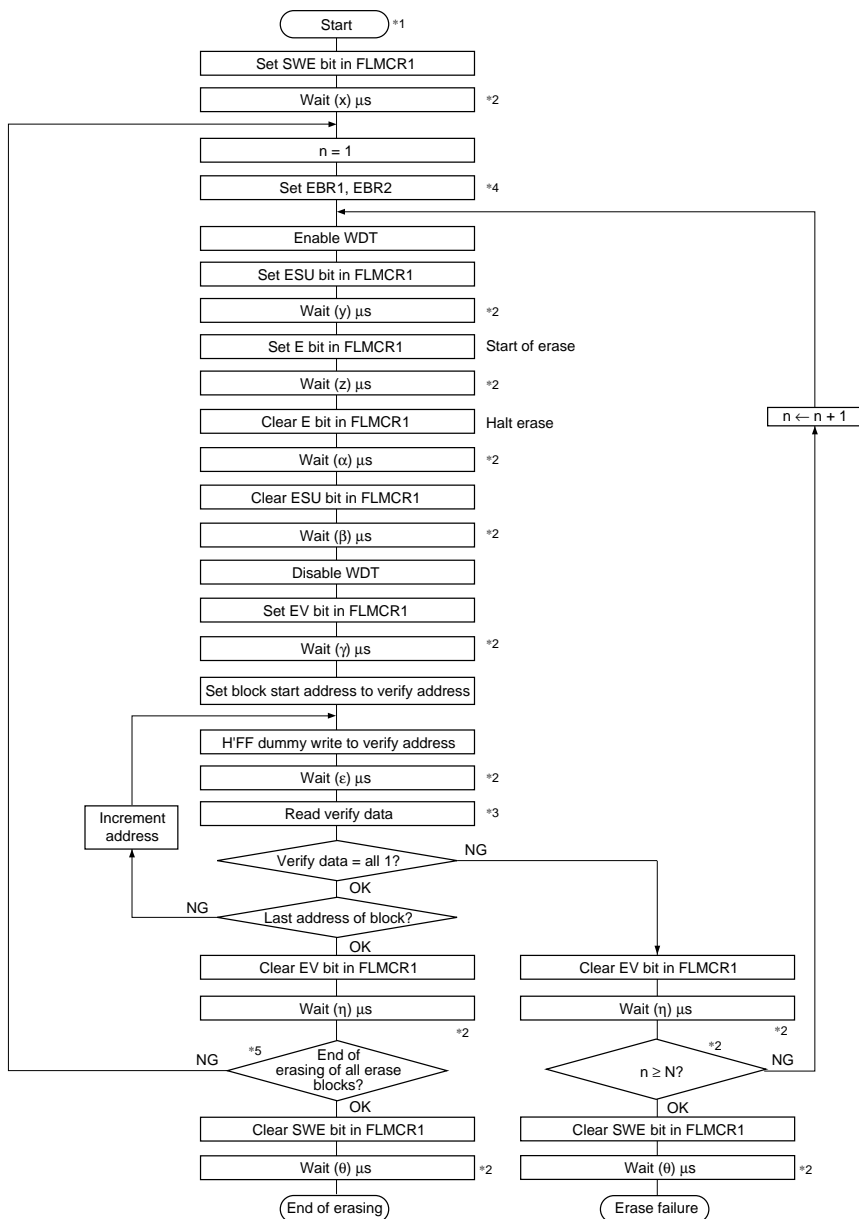 Start *1
Set SWE bit in FLMCR1
Wait (x) μs *2
n = 1
Set EBR1, EBR2 *4
Enable WDT
Set ESU bit in FLMCR1
Wait (y) μs *2
Set E bit in FLMCR1 Start of erase
Wait (z) μs *2
n ← n + 1
Clear E bit in FLMCR1 Halt erase
Wait (α) μs *2
Clear ESU bit in FLMCR1
Wait (β) μs *2
Disable WDT
Set EV bit in FLMCR1
Wait (γ) μs *2
Set block start address to verify address
H'FF dummy write to verify address
Wait (ε) μs *2
Increment
address
Read verify data *3
Verify data = all 1? NG
OK
NG Last address of block?
OK
Clear EV bit in FLMCR1
Wait (η) μs
*2
NG *5
End of
erasing of all erase
blocks?
OK
Clear SWE bit in FLMCR1
Wait (θ) μs *2
End of erasing
Clear EV bit in FLMCR1
Wait (η) μs
*2
*2
n ≥ N? NG
OK
Clear SWE bit in FLMCR1
Wait (θ) μs *2
Erase failure